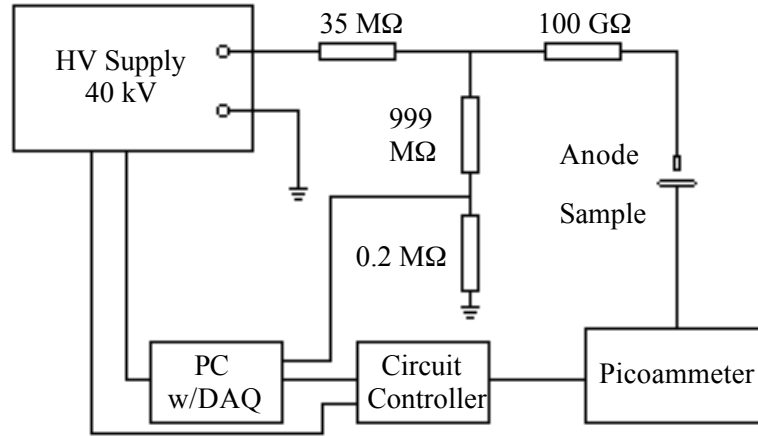 35 MΩ
100 GΩ
HV Supply
40 kV
999
MΩ
Anode
Sample
0.2 MΩ
PC
w/DAQ
Circuit
Controller
Picoammeter